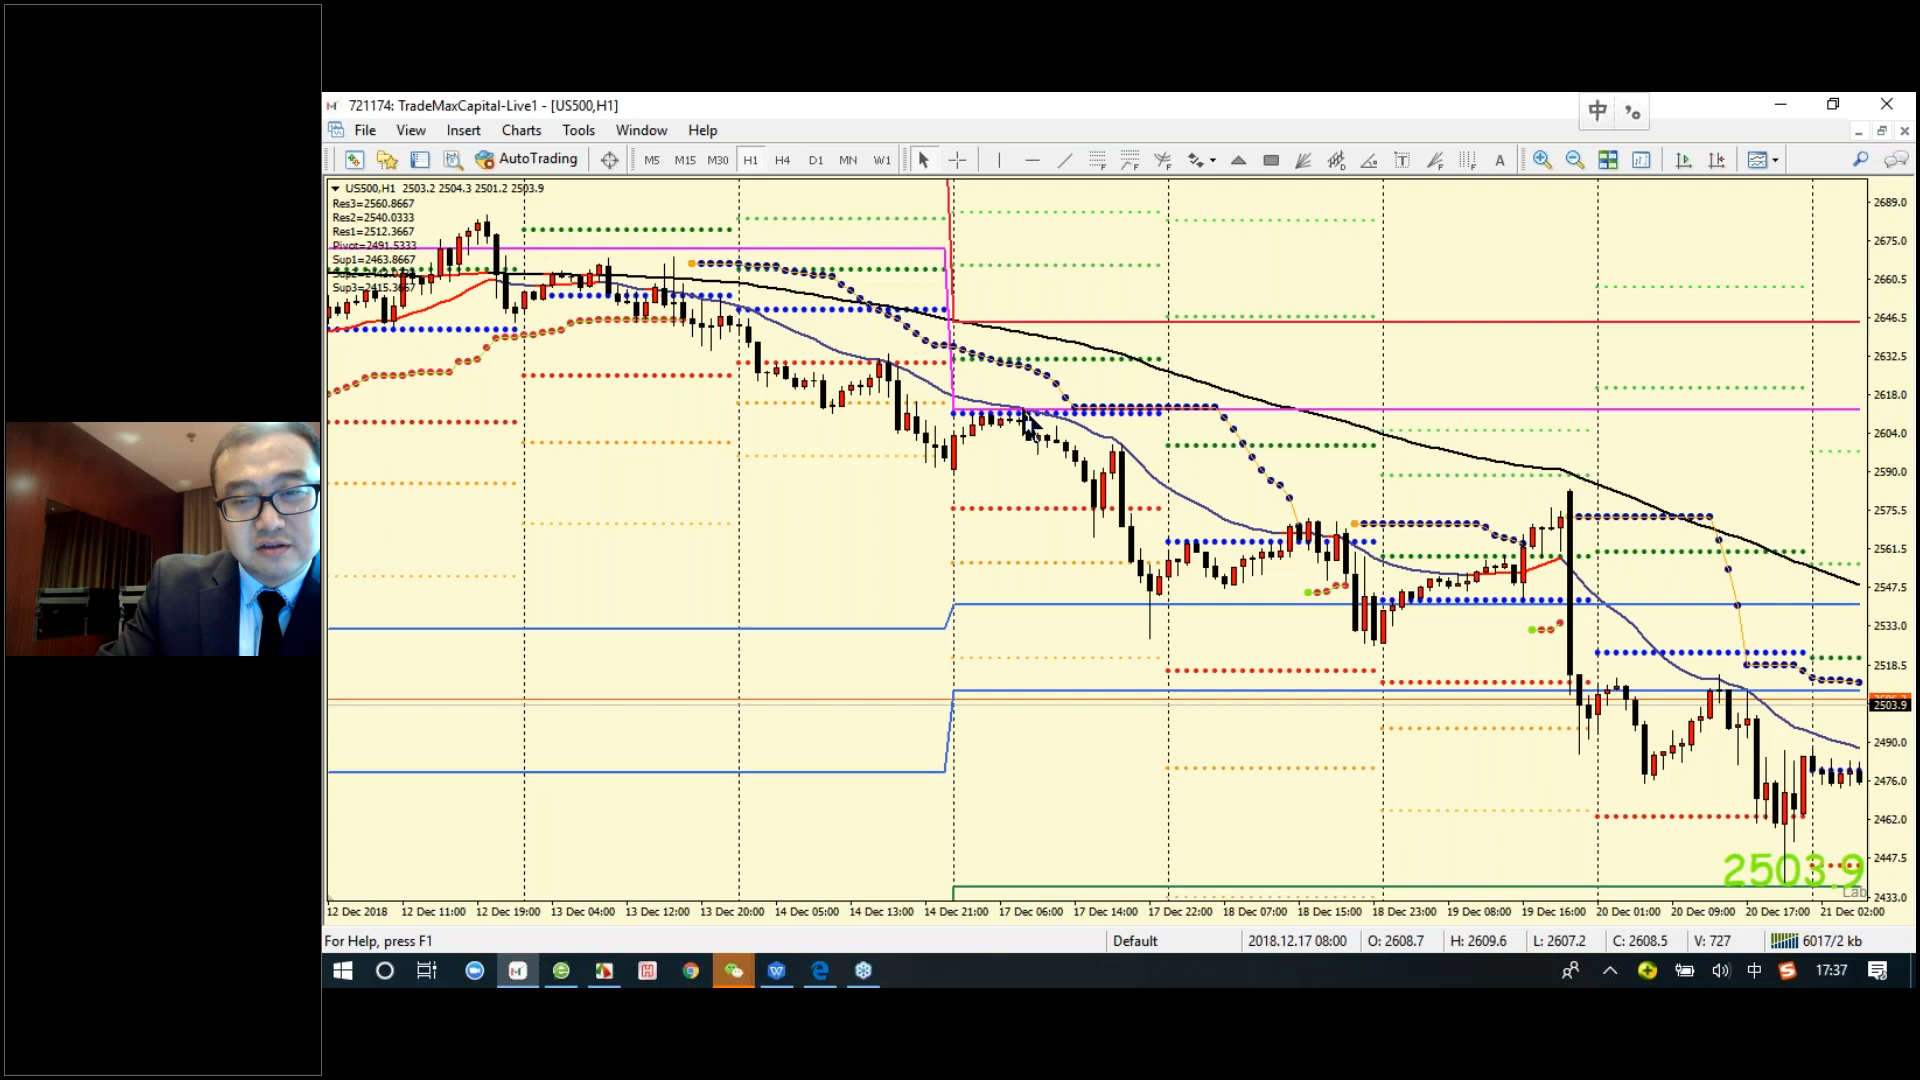 721174: TradeMaxCapital-Live1 - [US500,H1]
中
File View Insert Charts Tools Window Help
AutoTrading
M5 M15 M30 H1 H4 D1 MN W1
A
US500,H1 2503.2 2504.3 2501.2 2503.9
Res3=2560.8667
Res2=2540.0333
Res1=2512.3667
Pivot=2491.5333
Sup1=2463.8667
Sup3=2415.3667
2689.0
2675.0
2660.5
2646.5
2632.5
2618.0
2604.0
2590.0
2575.5
2561.5
2547.5
2533.0
2518.5
2503.9
2490.0
2476.0
2462.0
2447.5
2433.0
2503.9
Lab
12 Dec 2018 12 Dec 11:00 12 Dec 19:00 13 Dec 04:00 13 Dec 12:00 13 Dec 20:00 14 Dec 05:00 14 Dec 13:00 14 Dec 21:00 17 Dec 06:00 17 Dec 14:00 17 Dec 22:00 18 Dec 07:00 18 Dec 15:00 18 Dec 23:00 19 Dec 08:00 19 Dec 16:00 20 Dec 01:00 20 Dec 09:00 20 Dec 17:00 21 Dec 02:00
For Help, press F1 Default 2018.12.17 08:00 O: 2608.7 H: 2609.6 L: 2607.2 C: 2608.5 V: 727 6017/2 kb
中 17:37